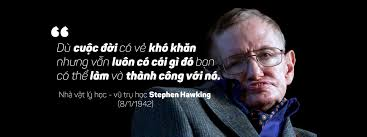 “
Dù cuộc đời có vẻ khó khăn
nhưng vẫn luôn có cái gì đó bạn
có thể làm và thành công với nó.
Nhà vật lý học - vũ trụ học Stephen Hawking
(8/1/1942)